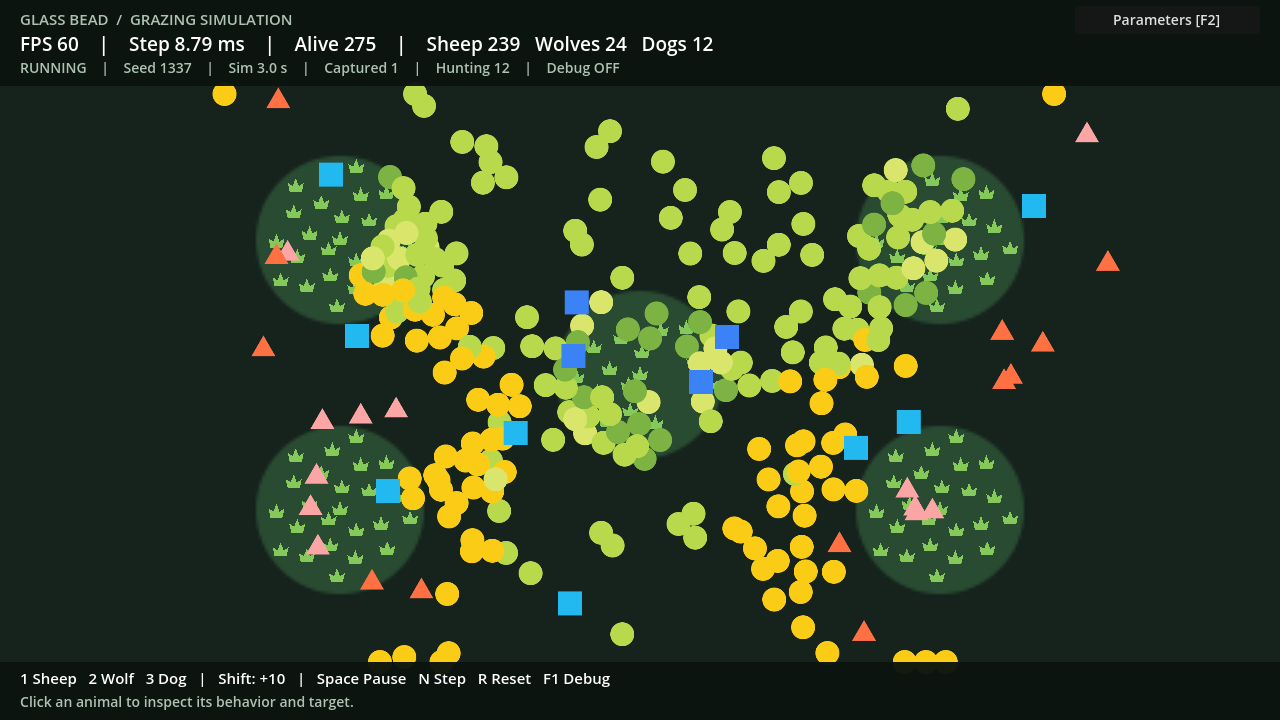 GLASS BEAD / GRAZING SIMULATION
Parameters [F2]
FPS 60 | Step 8.79 ms | Alive 275 | Sheep 239 Wolves 24 Dogs 12
RUNNING | Seed 1337 | Sim 3.0 s | Captured 1 | Hunting 12 | Debug OFF
1 Sheep 2 Wolf 3 Dog | Shift: +10 | Space Pause N Step R Reset F1 Debug
Click an animal to inspect its behavior and target.